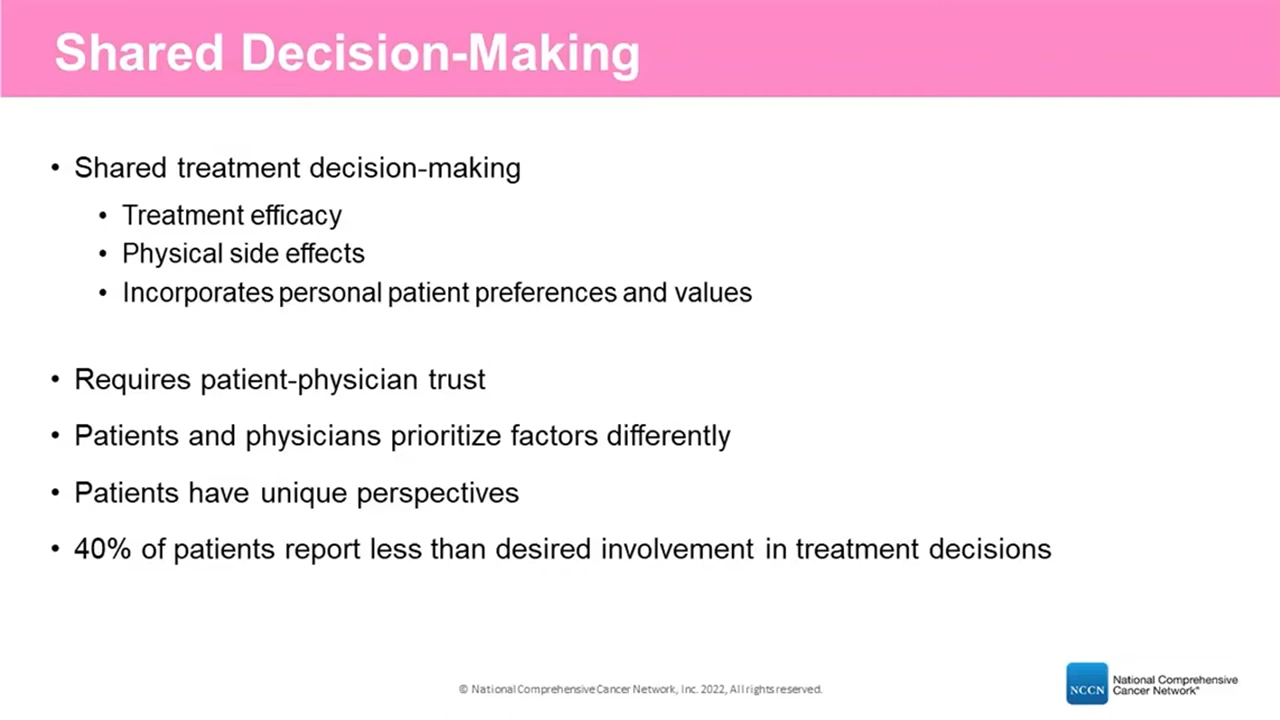 Shared Decision-Making
• Shared treatment decision-making
• Treatment efficacy
• Physical side effects
• Incorporates personal patient preferences and values
• Requires patient-physician trust
• Patients and physicians prioritize factors differently
• Patients have unique perspectives
• 40% of patients report less than desired involvement in treatment decisions
© National Comprehensive Cancer Network, Inc. 2022, All rights reserved.
NCCN
National Comprehensive
Cancer Network®